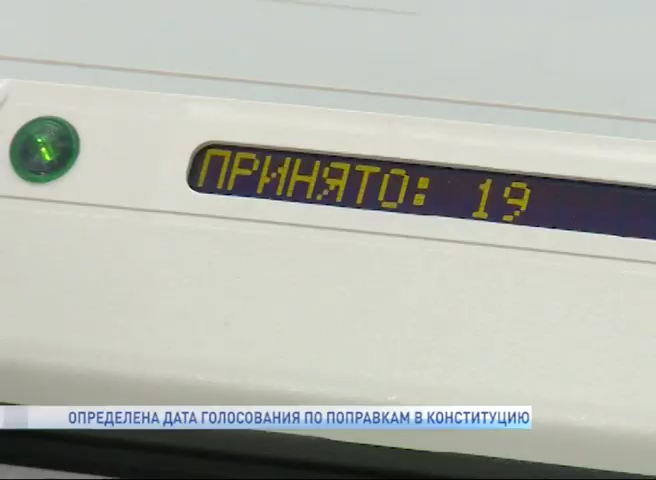 ПРИНЯТО: 19
ОПРЕДЕЛЕНА ДАТА ГОЛОСОВАНИЯ ПО ПОПРАВКАМ В КОНСТИТУЦИЮ